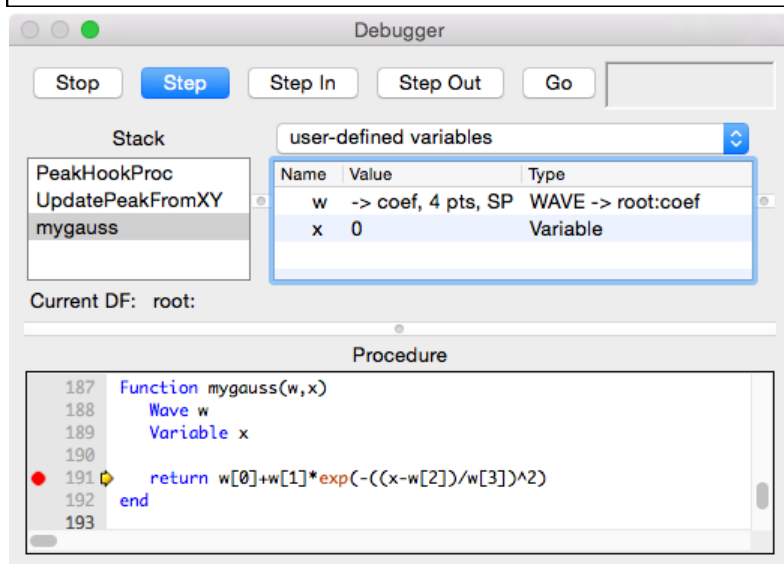 Debugger
Stop Step Step In Step Out Go
Stack user-defined variables
PeakHookProc
UpdatePeakFromXY
mygauss
Name Value Type
w -> coef, 4 pts, SP WAVE -> root:coef
x 0 Variable
Current DF: root:
Procedure
187 Function mygauss(w,x)
188 Wave w
189 Variable x
190
191 return w[0]+w[1]*exp(-((x-w[2])/w[3])^2)
192 end
193